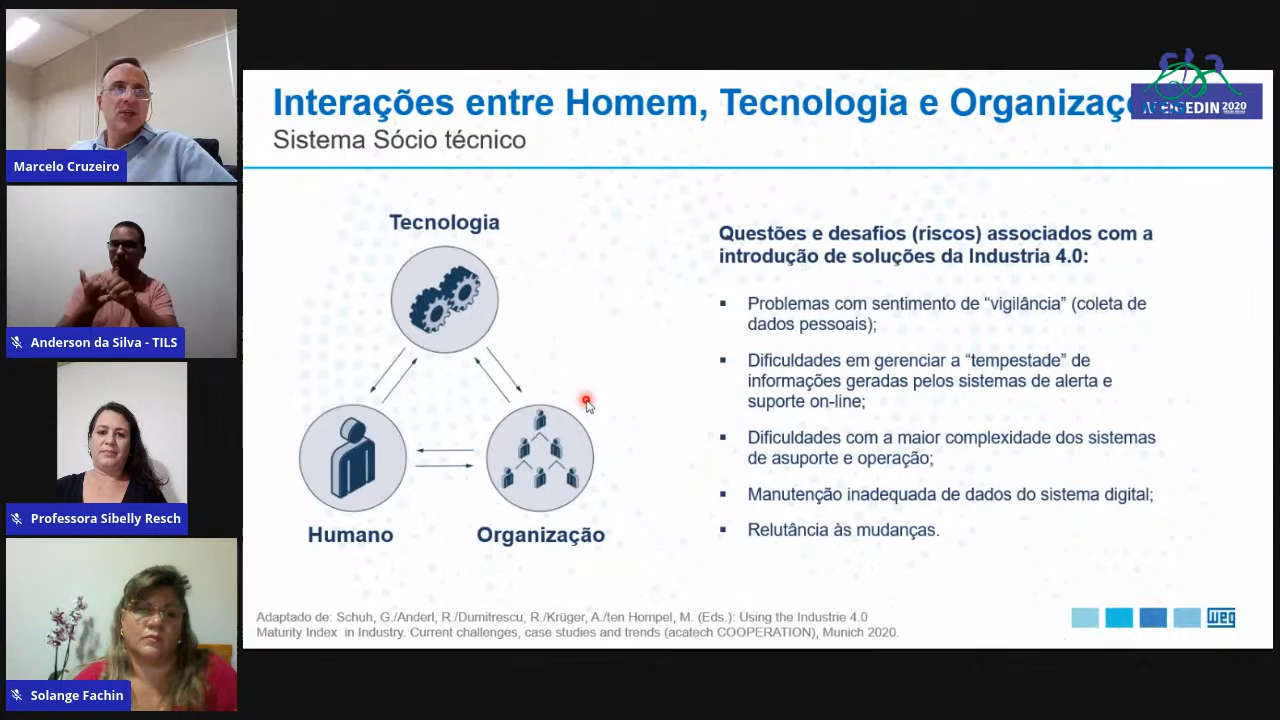 Marcelo Cruzeiro
Anderson da Silva - TILS
Professora Sibelly Resch
Solange Fachin
Interações entre Homem, Tecnologia e Organizaç
2020
Sistema Sócio técnico
Tecnologia
Humano
Organização
Questões e desafios (riscos) associados com a
introdução de soluções da Industria 4.0:
▪ Problemas com sentimento de “vigilância” (coleta de
dados pessoais);
▪ Dificuldades em gerenciar a “tempestade” de
informações geradas pelos sistemas de alerta e
suporte on-line;
▪ Dificuldades com a maior complexidade dos sistemas
de asuporte e operação;
▪ Manutenção inadequada de dados do sistema digital;
▪ Relutância às mudanças.
Adaptado de: Schuh, G./Anderl, R./Dumitrescu, R./Krüger, A./ten Hompel, M. (Eds.): Using the Industrie 4.0
Maturity Index in Industry. Current challenges, case studies and trends (acatech COOPERATION), Munich 2020.
weg